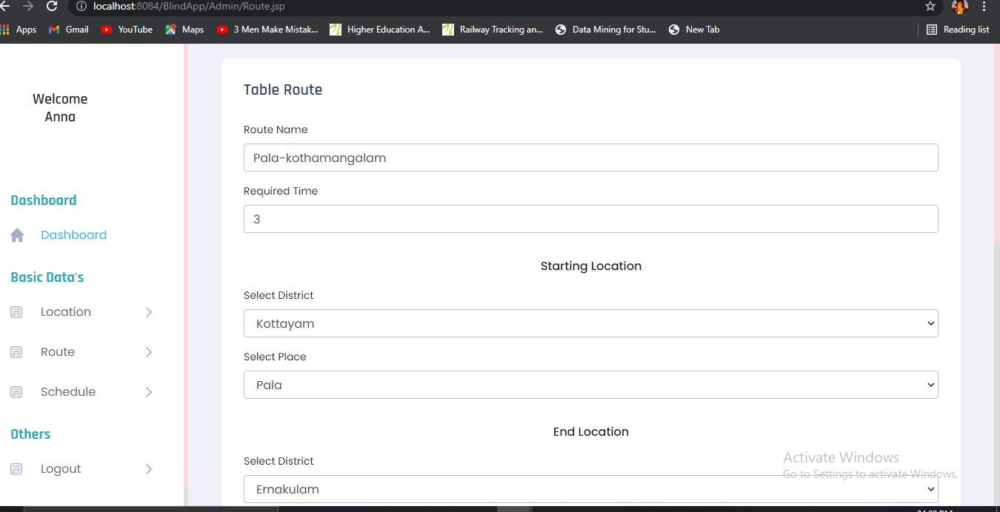 localhost:8084/BlindApp/Admin/Route.jsp
Apps Gmail YouTube Maps 3 Men Make Mistak... Higher Education A... Railway Tracking an... Data Mining for Stu... New Tab Reading list
Welcome
Anna
Dashboard
Dashboard
Basic Data's
Location
Route
Schedule
Others
Logout
Table Route
Route Name
Pala-kothamangalam
Required Time
3
Starting Location
Select District
Kottayam
Select Place
Pala
End Location
Select District
Ernakulam
Activate Windows
Go to Settings to activate Windows.